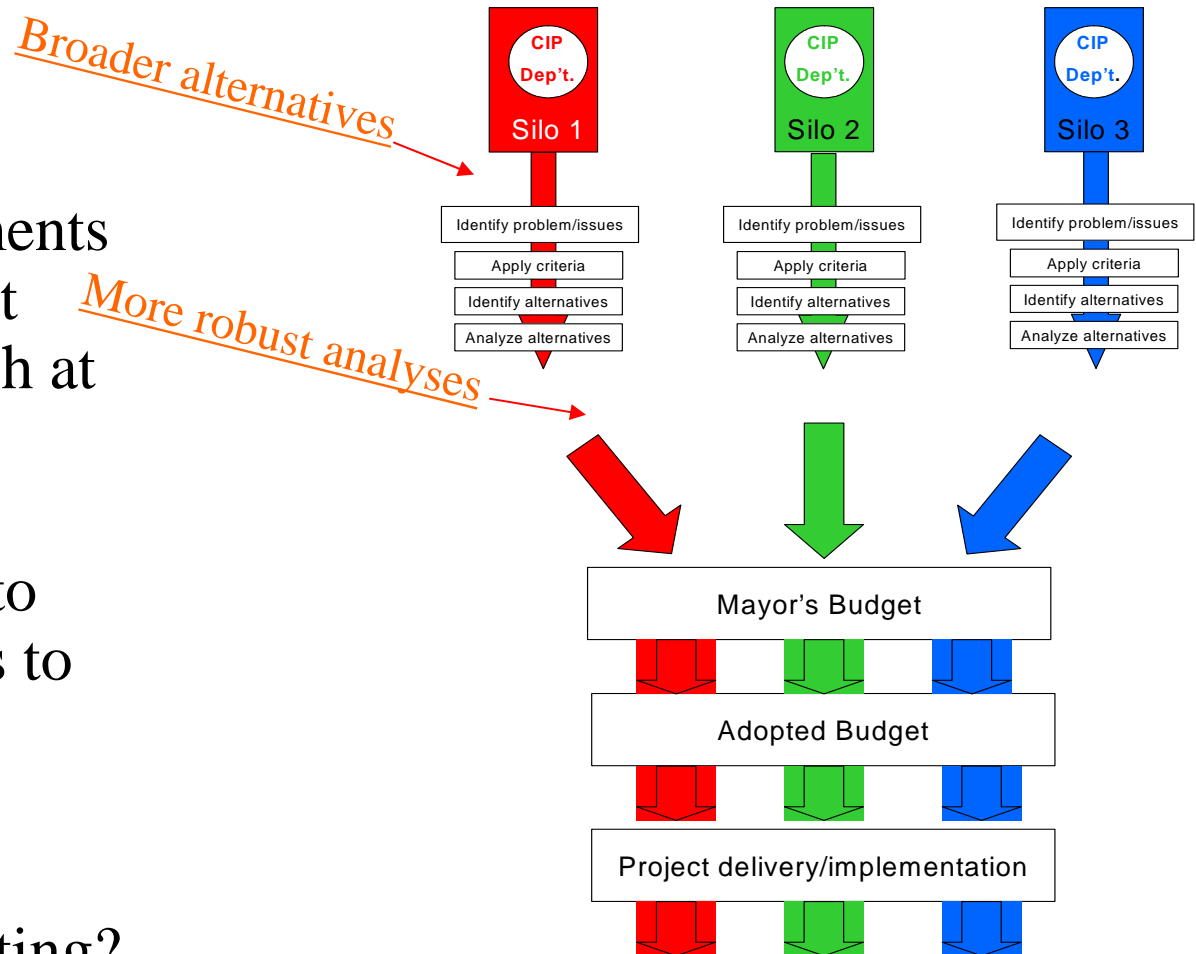 Broader alternatives
CIP
Dep't.
Silo 1
CIP
Dep't.
Silo 2
CIP
Dep't.
Silo 3
Identify problem/issues
Apply criteria
Identify alternatives
Analyze alternatives
Identify problem/issues
Apply criteria
Identify alternatives
Analyze alternatives
Identify problem/issues
Apply criteria
Identify alternatives
Analyze alternatives
More robust analyses
h at
to
s to
Mayor's Budget
Adopted Budget
Project delivery/implementation